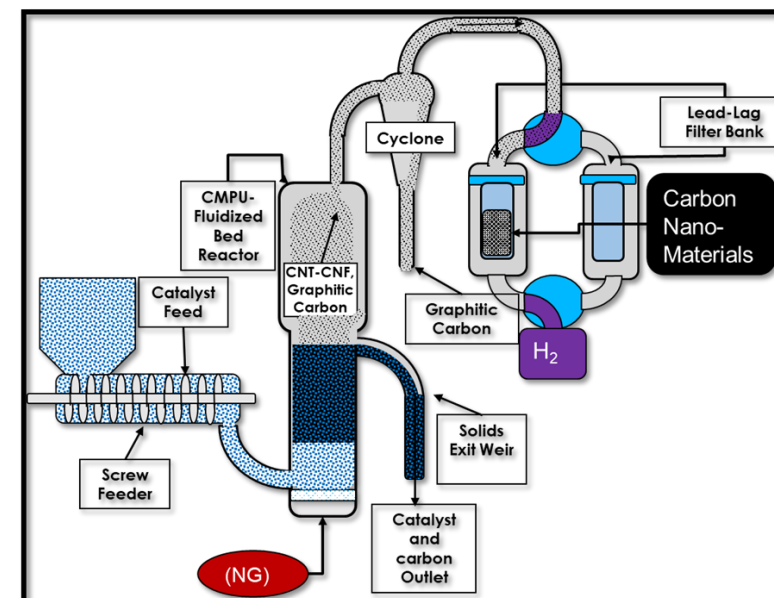 Cyclone
Lead-Lag
Filter Bank
CMPU-
Fluidized
Bed
Reactor
Carbon
Nano-
Materials
CNT-CNF,
Graphitic
Carbon
Catalyst
Feed
Graphitic
Carbon
H2
Solids
Exit Weir
Screw
Feeder
Catalyst
and
carbon
Outlet
(NG)